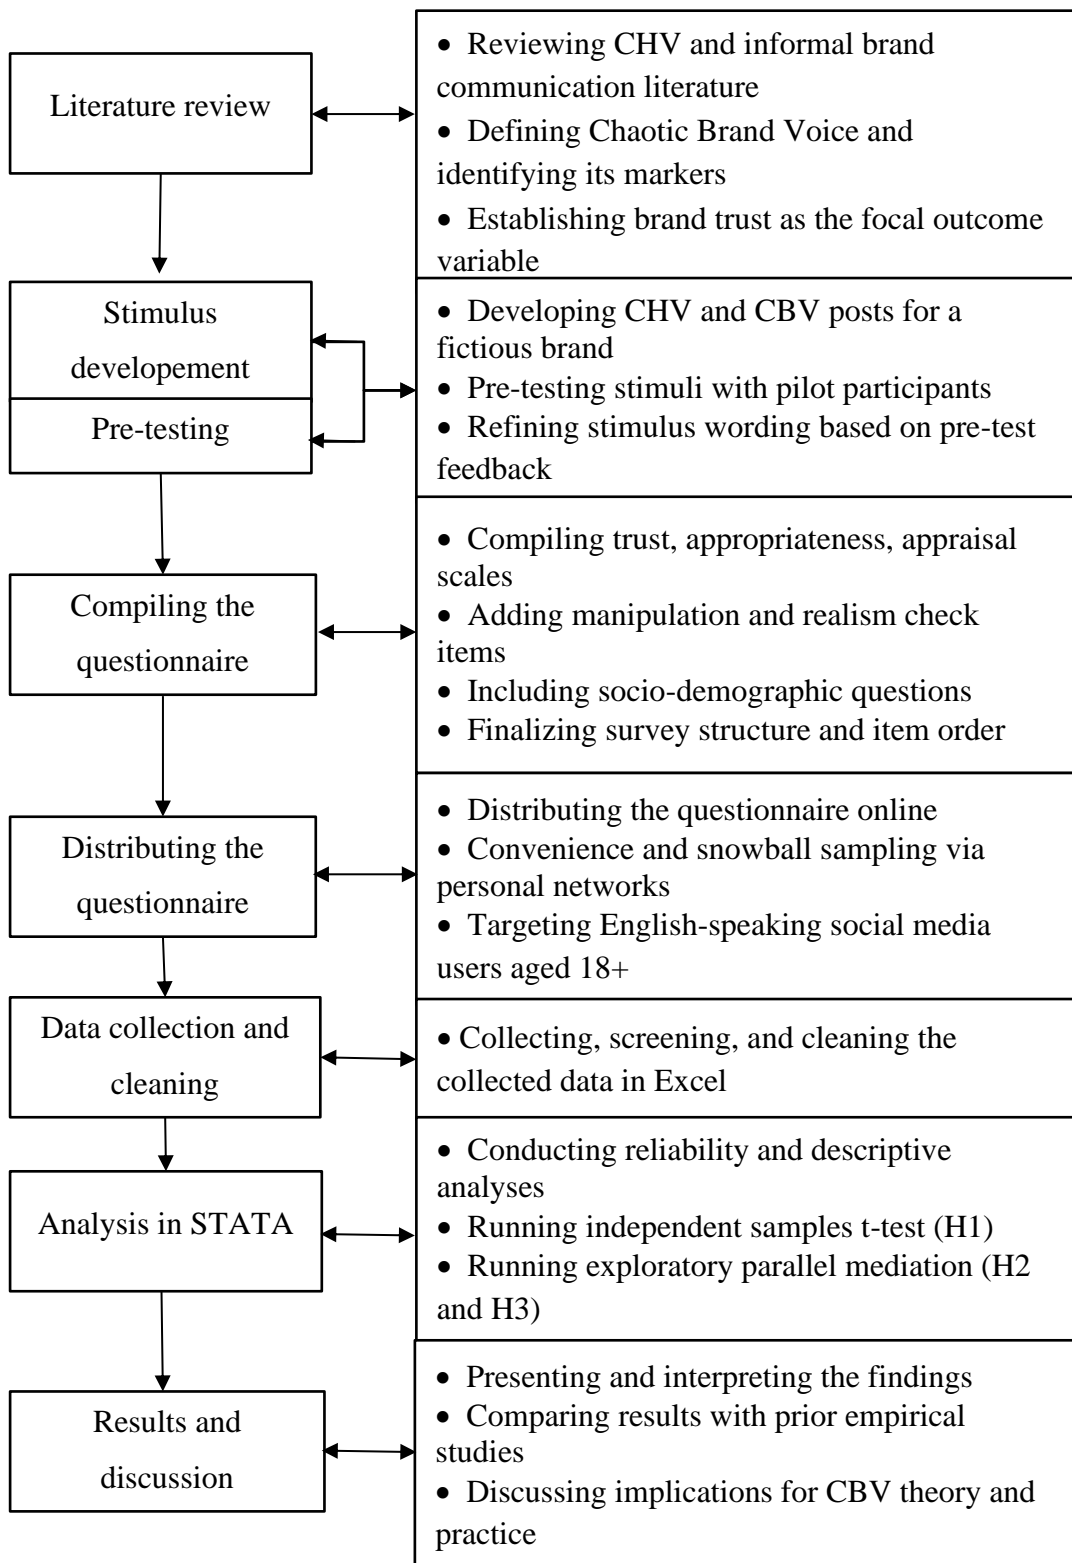 Literature review
• Reviewing CHV and informal brand
communication literature
• Defining Chaotic Brand Voice and
identifying its markers
• Establishing brand trust as the focal outcome
variable
Stimulus
developement
Pre-testing
• Developing CHV and CBV posts for a
fictious brand
• Pre-testing stimuli with pilot participants
• Refining stimulus wording based on pre-test
feedback
Compiling the
questionnaire
• Compiling trust, appropriateness, appraisal
scales
• Adding manipulation and realism check
items
• Including socio-demographic questions
• Finalizing survey structure and item order
Distributing the
questionnaire
• Distributing the questionnaire online
• Convenience and snowball sampling via
personal networks
• Targeting English-speaking social media
users aged 18+
Data collection and
cleaning
• Collecting, screening, and cleaning the
collected data in Excel
Analysis in STATA
• Conducting reliability and descriptive
analyses
• Running independent samples t-test (H1)
• Running exploratory parallel mediation (H2
and H3)
Results and
discussion
• Presenting and interpreting the findings
• Comparing results with prior empirical
studies
• Discussing implications for CBV theory and
practice